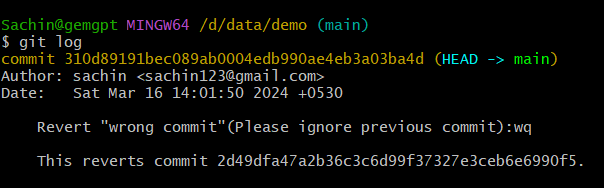 Sachin@gemgpt MINGW64 /d/data/demo (main)
$ git log
commit 310d89191bec089ab0004edb990ae4eb3a03ba4d (HEAD -> main)
Author: sachin <sachin123@gmail.com>
Date:   Sat Mar 16 14:01:50 2024 +0530
    Revert "wrong commit"(Please ignore previous commit):wq
    This reverts commit 2d49dfa47a2b36c3c6d99f37327e3ceb6e6990f5.